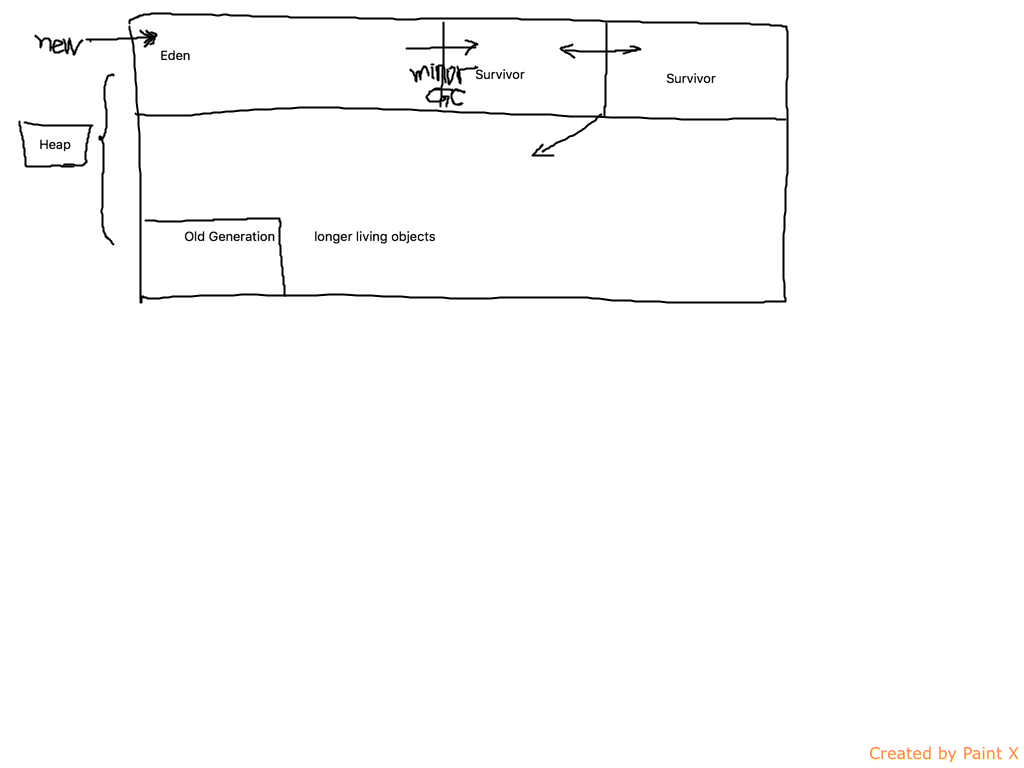 new
Eden
minor
GC
Survivor
Survivor
Heap
Old Generation
longer living objects
Created by Paint X